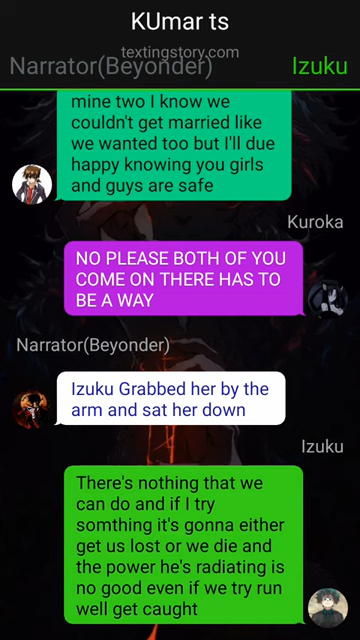 KUmar ts
textingstory.com
Narrator(Beyonder) Izuku
mine two I know we
couldn't get married like
we wanted too but I'll due
happy knowing you girls
and guys are safe
Kuroka
NO PLEASE BOTH OF YOU
COME ON THERE HAS TO
BE A WAY
Narrator(Beyonder)
Izuku Grabbed her by the
arm and sat her down
Izuku
There's nothing that we
can do and if I try
somthing it's gonna either
get us lost or we die and
the power he's radiating is
no good even if we try run
well get caught